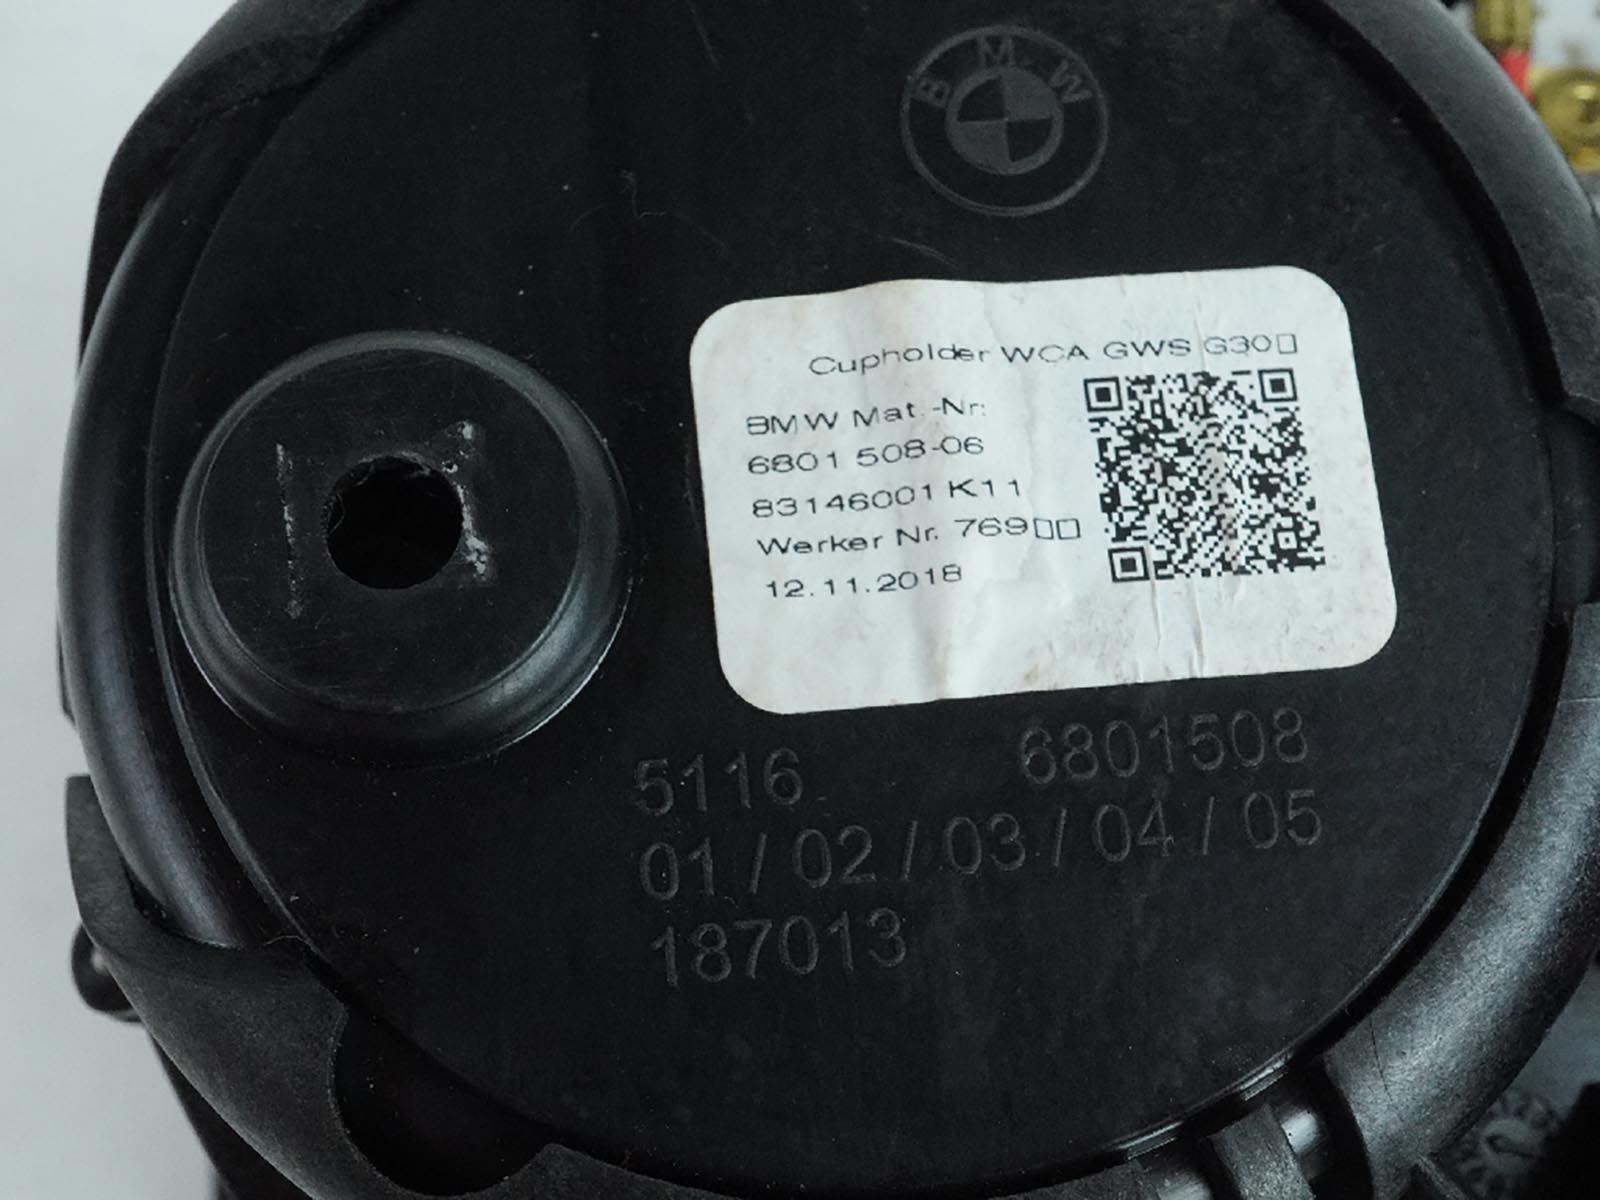 BMW
Cupholder WCA GWS G30□
BMW Mat.-Nr:
6801 508-06
83146001 K11
Werker Nr. 769□□
12.11.2018
5116 6801508
01 / 02 / 03 / 04 / 05
187013